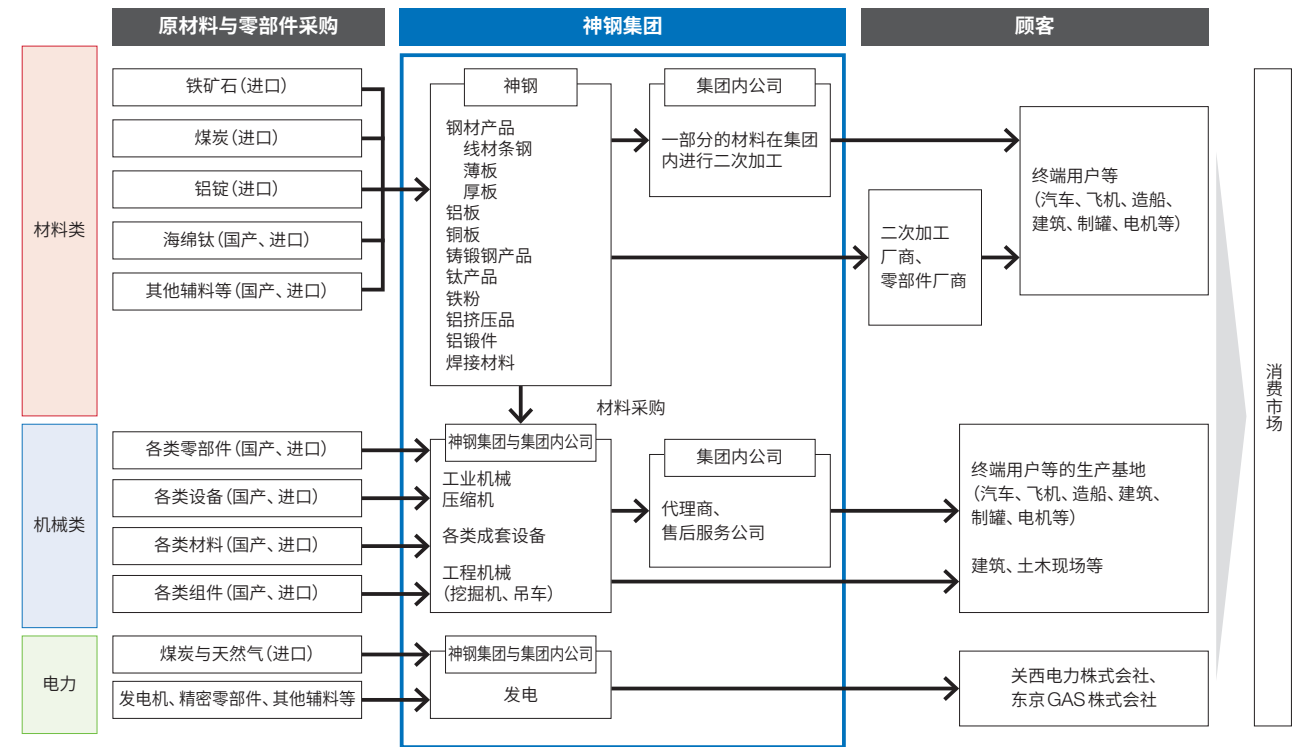 原材料与零部件采购
神钢集团
顾客
材料类
铁矿石(进口)
煤炭(进口)
铝锭(进口)
海绵钛(国产、进口)
其他辅料等(国产、进口)
神钢
钢材产品
线材条钢
薄板
厚板
铝板
铜板
铸锻钢产品
钛产品
铁粉
铝挤压品
铝锻件
焊接材料
集团内公司
一部分的材料在集团
内进行二次加工
二次加工
厂商、
零部件厂商
终端用户等
(汽车、飞机、造船、
建筑、制罐、电机等)
材料采购
机械类
各类零部件(国产、进口)
各类设备(国产、进口)
各类材料(国产、进口)
各类组件(国产、进口)
神钢集团与集团内公司
工业机械
压缩机
各类成套设备
工程机械
(挖掘机、吊车)
集团内公司
代理商、
售后服务公司
终端用户等的生产基地
(汽车、飞机、造船、建筑、
制罐、电机等)
建筑、土木现场等
电力
煤炭与天然气(进口)
发电机、精密零部件、其他辅料等
神钢集团与集团内公司
发电
关西电力株式会社、
东京GAS株式会社
消费市场